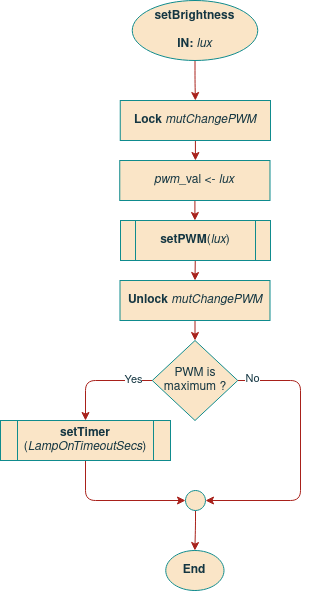 setBrightness
IN: lux
Lock mutChangePWM
pwm_val <- lux
setPWM(lux)
Unlock mutChangePWM
PWM is
maximum ?
Yes
No
setTimer
(LampOnTimeoutSecs)
End